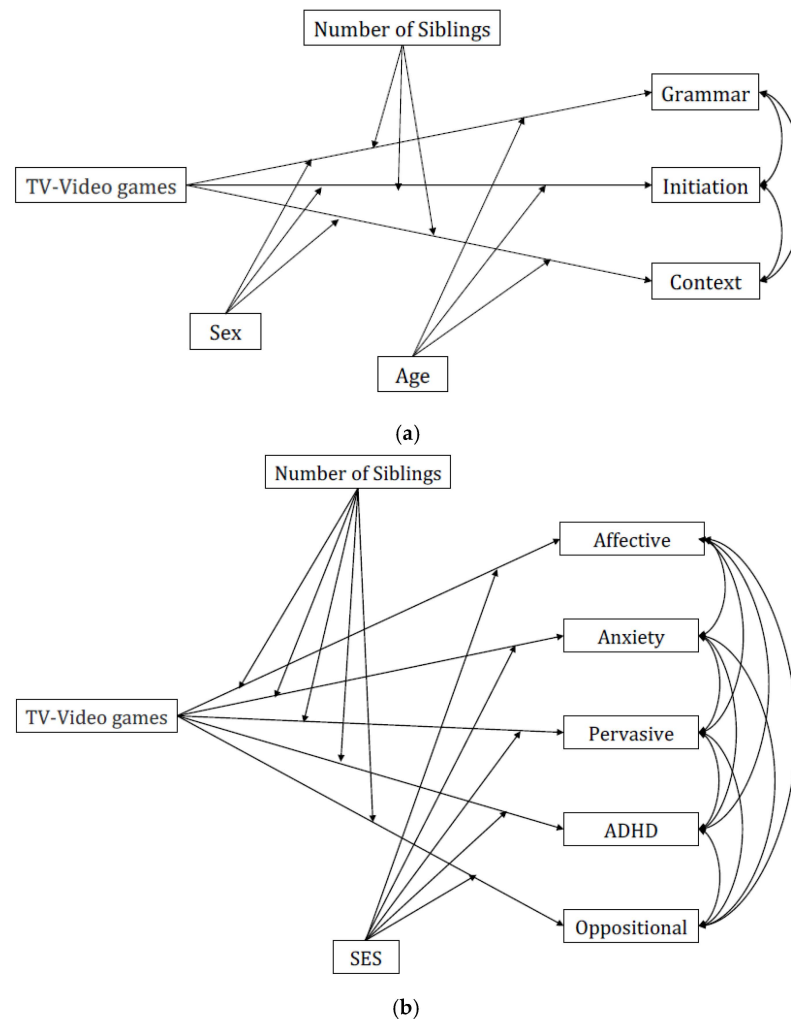 Number of Siblings
Grammar
TV-Video games
Initiation
Context
Sex
Age
(a)
Number of Siblings
Affective
Anxiety
TV-Video games
Pervasive
ADHD
Oppositional
SES
(b)